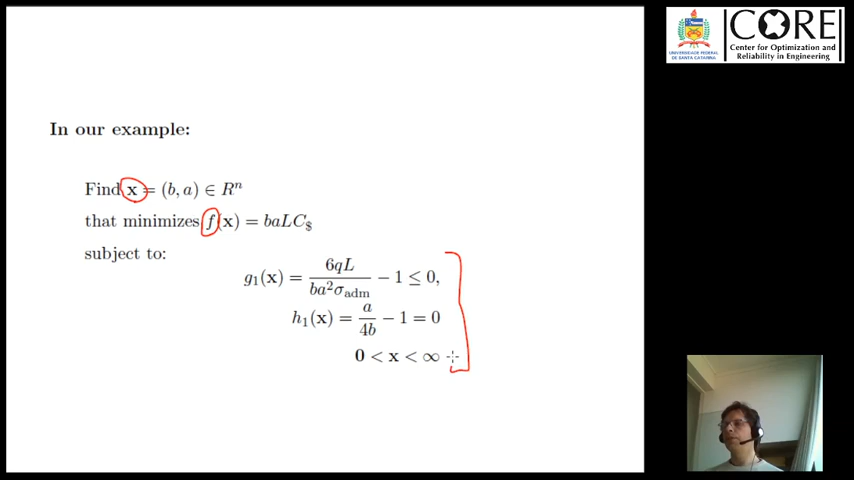 CORE
Center for Optimization and
Reliability in Engineering
UNIVERSIDADE FEDERAL
DE SANTA CATARINA
In our example:
Find x = (b, a) ∈ Rⁿ
that minimizes f(x) = baLC$
subject to:
g₁(x) = 6qL / ba²σadm − 1 ≤ 0,
h₁(x) = a / 4b − 1 = 0
0 < x < ∞